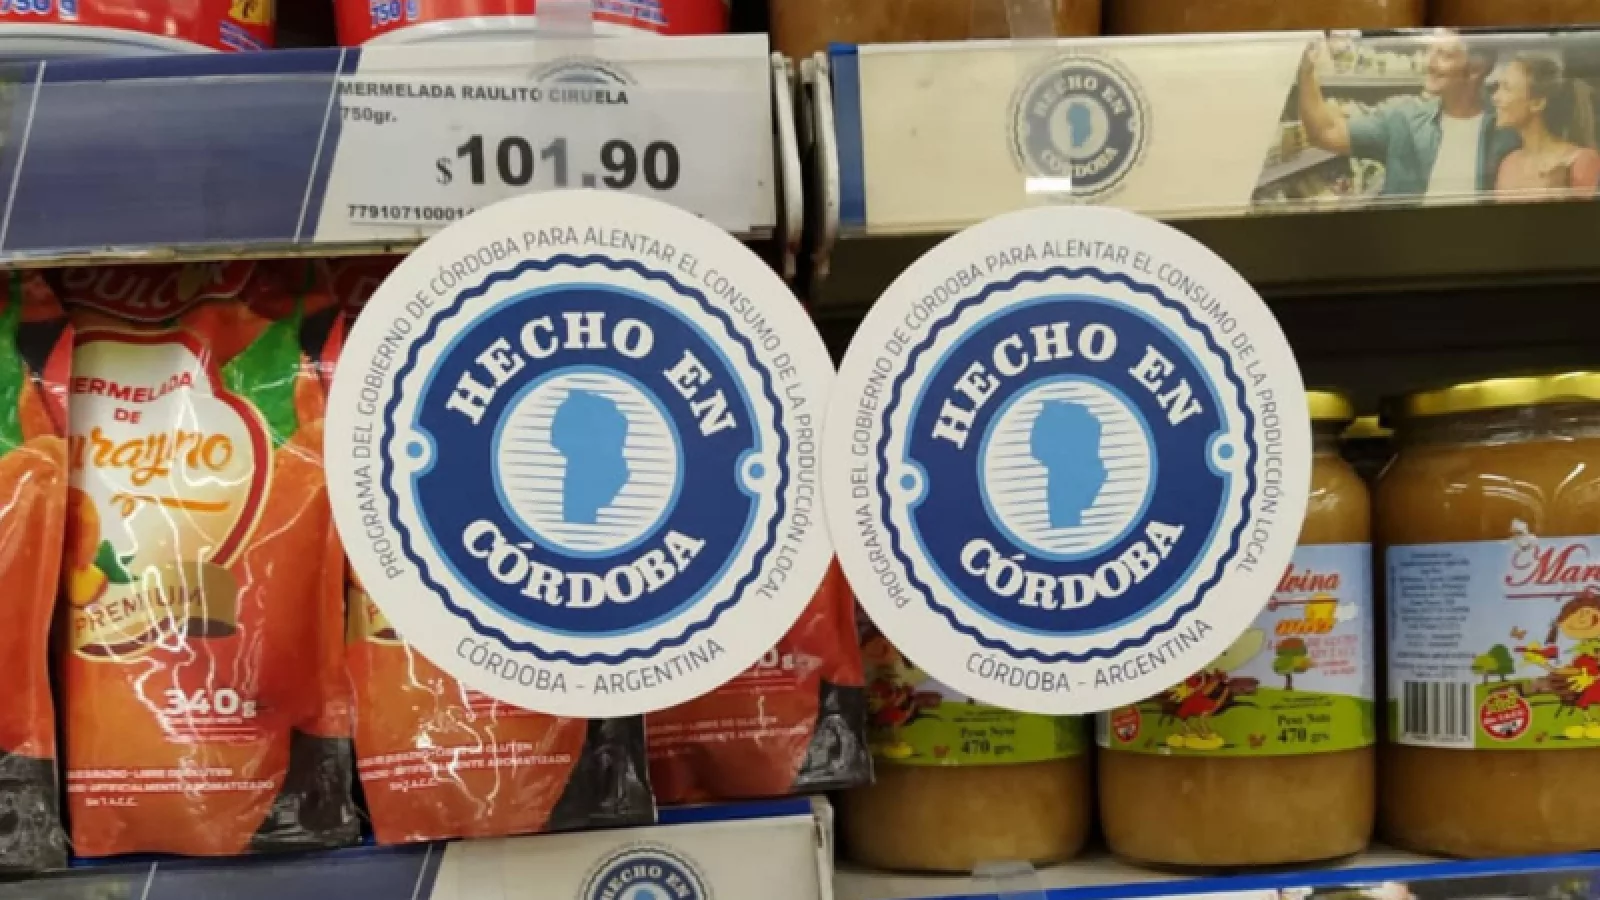 750 g
750 g
MERMELADA RAULITO CIRUELA
750gr.
$101.90
HECHO EN
CÓRDOBA
PROGRAMA DEL GOBIERNO DE CÓRDOBA PARA ALENTAR EL CONSUMO DE LA PRODUCCIÓN LOCAL
HECHO EN
CÓRDOBA
CÓRDOBA - ARGENTINA
PROGRAMA DEL GOBIERNO DE CÓRDOBA PARA ALENTAR EL CONSUMO DE LA PRODUCCIÓN LOCAL
HECHO EN
CÓRDOBA
CÓRDOBA - ARGENTINA
DE
PREMIUM
340g
Peso Neto
470 grs.
Peso Neto
470 grs.
HECHO EN